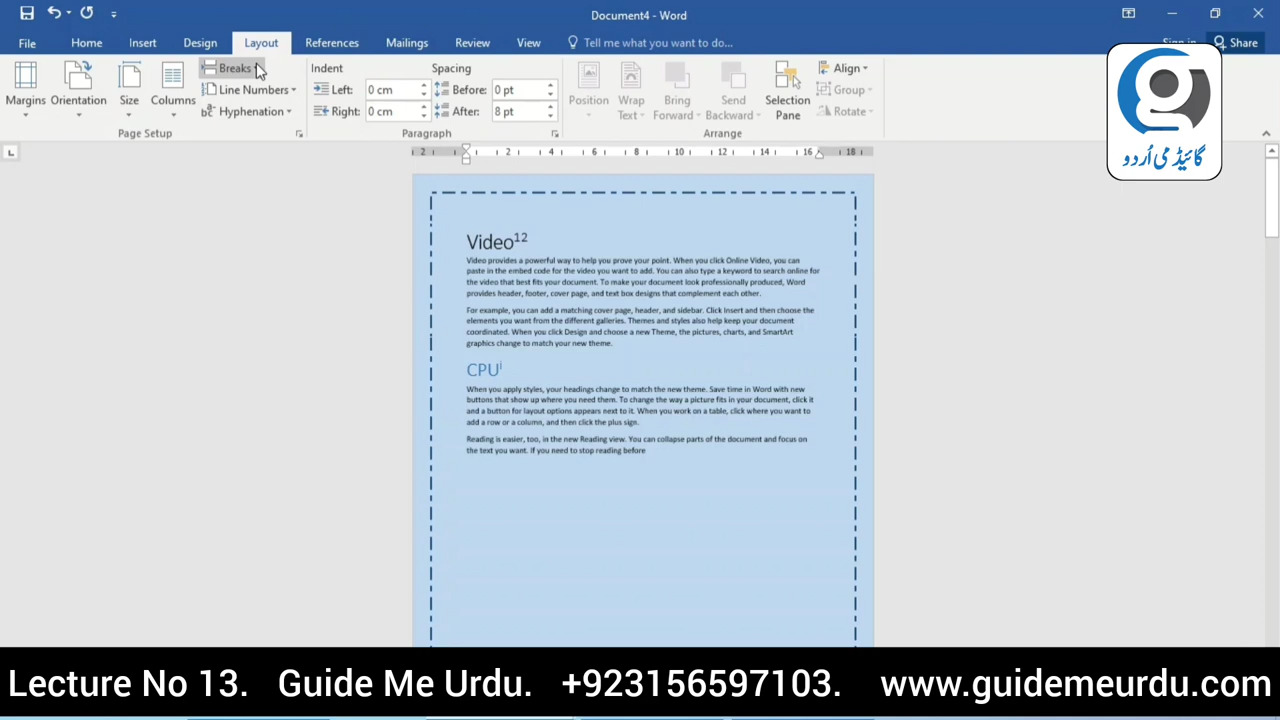 Document4 - Word
Sign in
Share
File
Home
Insert
Design
Layout
References
Mailings
Review
View
Tell me what you want to do...
Margins
Orientation
Size
Columns
Breaks
Line Numbers
Hyphenation
Page Setup
Indent
Left: 0 cm
Right: 0 cm
Spacing
Before: 0 pt
After: 8 pt
Paragraph
Position
Wrap Text
Bring Forward
Send Backward
Selection Pane
Align
Group
Rotate
Arrange
گائیڈ می اُردو
2 2 4 6 8 10 12 14 16 18
Video12
Video provides a powerful way to help you prove your point. When you click Online Video, you can
paste in the embed code for the video you want to add. You can also type a keyword to search online for
the video that best fits your document. To make your document look professionally produced, Word
provides header, footer, cover page, and text box designs that complement each other.
For example, you can add a matching cover page, header, and sidebar. Click Insert and then choose the
elements you want from the different galleries. Themes and styles also help keep your document
coordinated. When you click Design and choose a new Theme, the pictures, charts, and SmartArt
graphics change to match your new theme.
CPUi
When you apply styles, your headings change to match the new theme. Save time in Word with new
buttons that show up where you need them. To change the way a picture fits in your document, click it
and a button for layout options appears next to it. When you work on a table, click where you want to
add a row or a column, and then click the plus sign.
Reading is easier, too, in the new Reading view. You can collapse parts of the document and focus on
the text you want. If you need to stop reading before
Lecture No 13. Guide Me Urdu. +923156597103. www.guidemeurdu.com